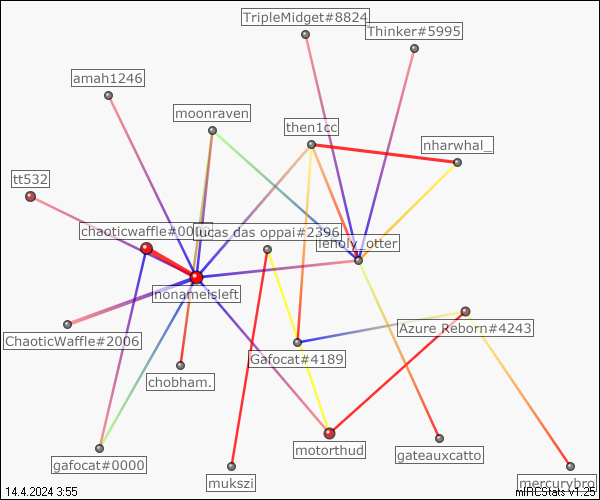 TripleMidget#8824
Thinker#5995
amah1246
moonraven
then1cc
nharwhal_
tt532
chaoticwaffle#0000
lucas das oppai#2396
leholy_otter
nonameisleft
ChaoticWaffle#2006
Azure Reborn#4243
Gafocat#4189
chobham.
motorthud
gateauxcatto
gafocat#0000
mukszi
mercurybro
14.4.2024 3:55
mIRCStats v1.25